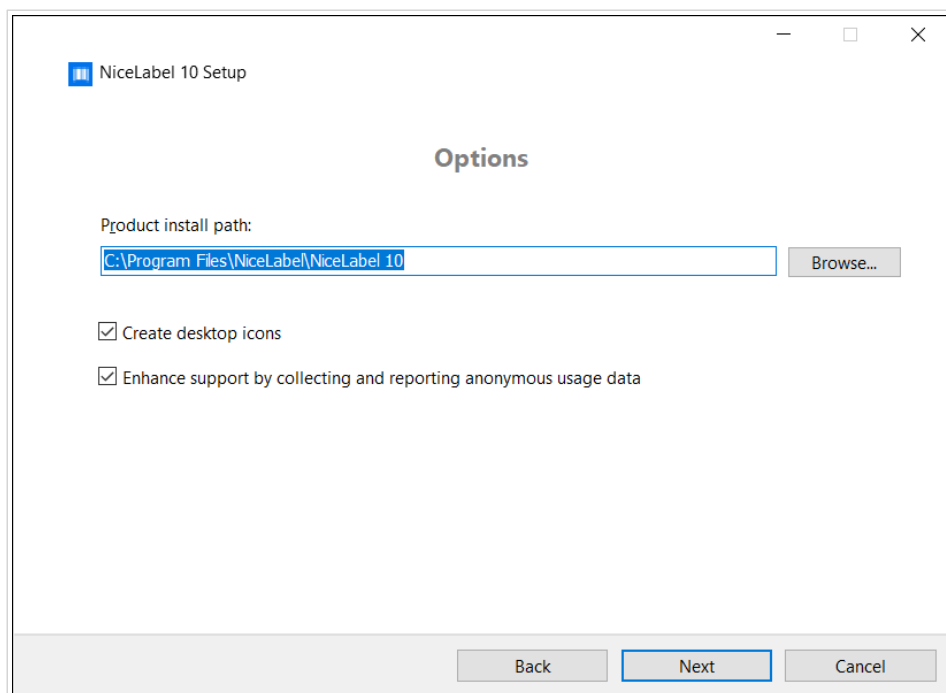 NiceLabel 10 Setup
Options
Product install path:
C:\Program Files\NiceLabel\NiceLabel 10
Browse...
Create desktop icons
Enhance support by collecting and reporting anonymous usage data
Back
Next
Cancel